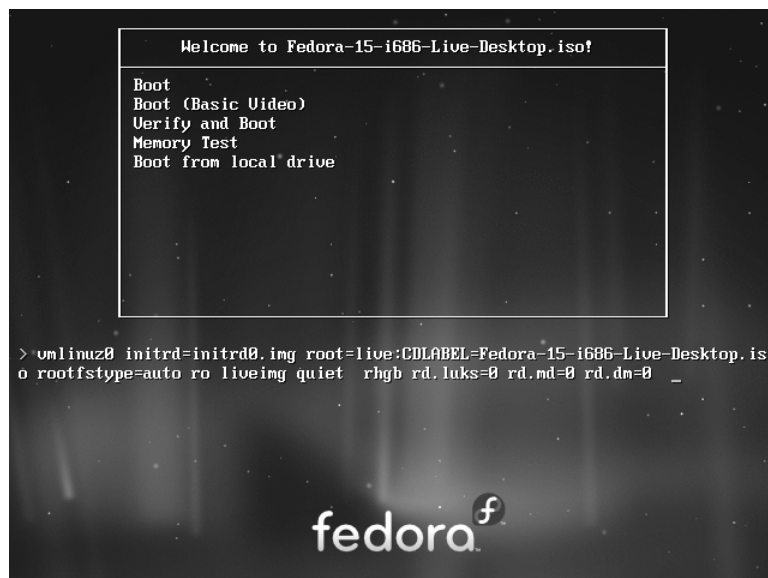 Welcome to Fedora-15-i686-Live-Desktop.iso!
Boot
Boot (Basic Video)
Verify and Boot
Memory Test
Boot from local drive
> vmlinuz0 initrd=initrd0.img root=live:CDLABEL=Fedora-15-i686-Live-Desktop.is
o rootfstype=auto ro liveimg quiet  rhgb rd.luks=0 rd.md=0 rd.dm=0  _
fedora